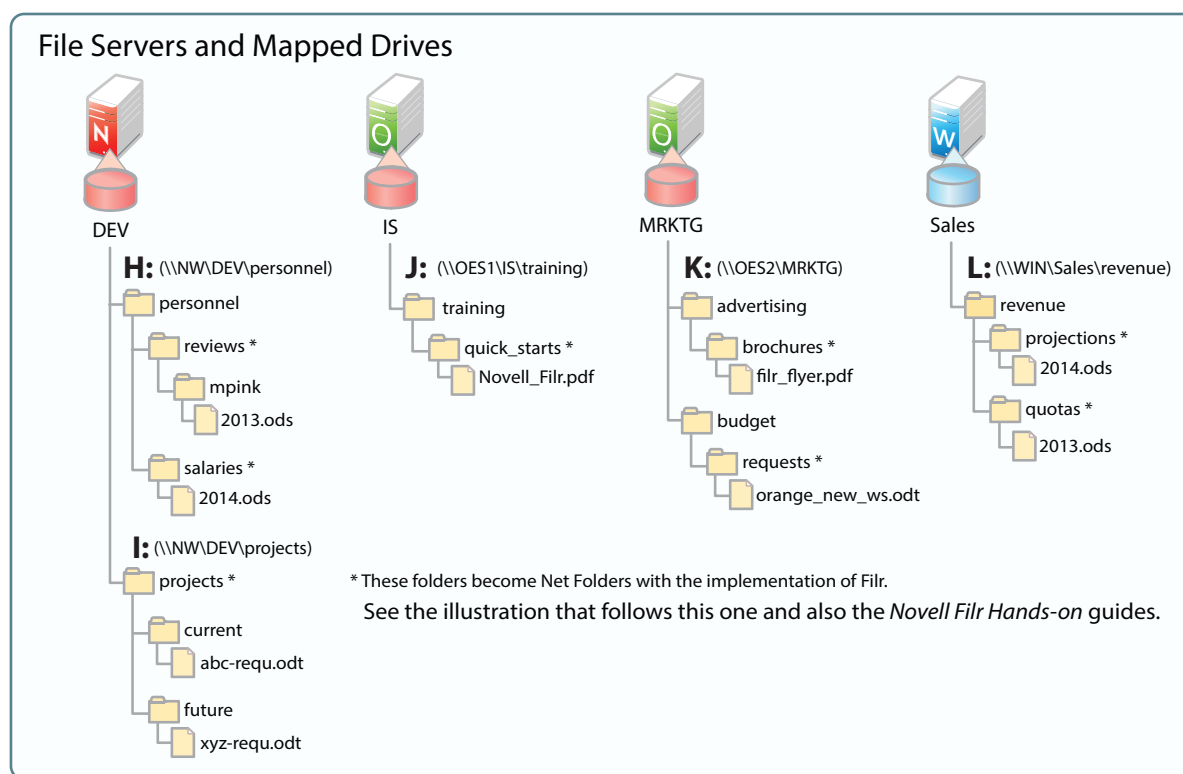 File Servers and Mapped Drives
N
O
O
W
DEV
IS
MRKTG
Sales
H: (\\NW\DEV\personnel)
personnel
reviews *
mpink
2013.ods
salaries *
2014.ods
I: (\\NW\DEV\projects)
projects *
current
abc-requ.odt
future
xyz-requ.odt
J: (\\OES1\IS\training)
training
quick_starts *
Novell_Filr.pdf
K: (\\OES2\MRKTG)
advertising
brochures *
filr_flyer.pdf
budget
requests *
orange_new_ws.odt
L: (\\WIN\Sales\revenue)
revenue
projections *
2014.ods
quotas *
2013.ods
* These folders become Net Folders with the implementation of Filr.
See the illustration that follows this one and also the Novell Filr Hands-on guides.